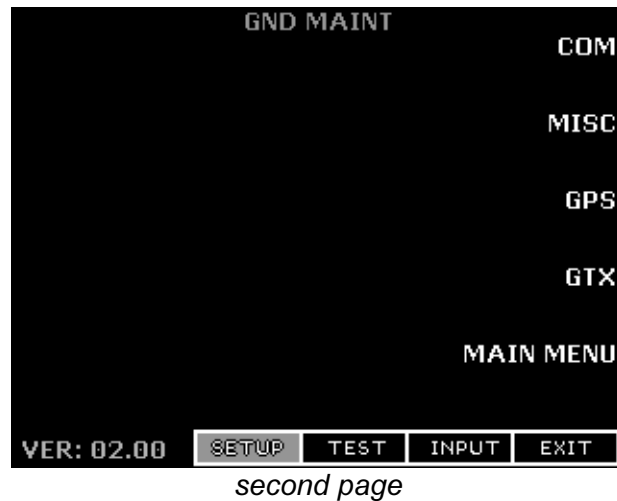 GND MAINT
COM
MISC
GPS
GTX
MAIN MENU
VER: 02.00 SETUP TEST INPUT EXIT
second page